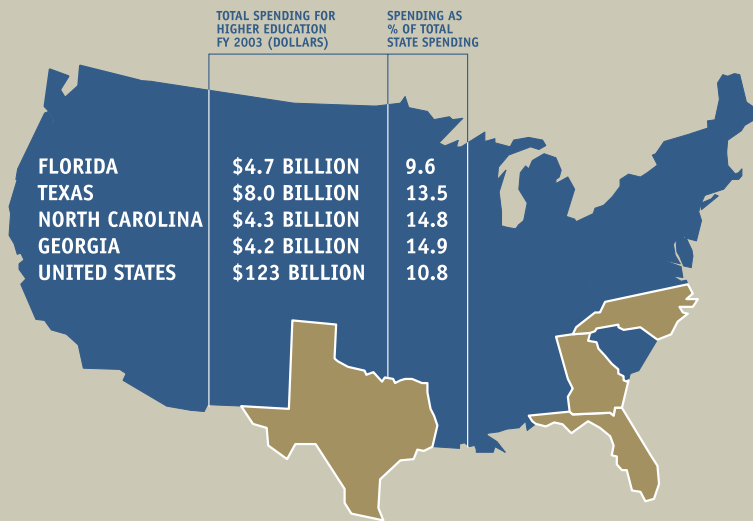 TOTAL SPENDING FOR
HIGHER EDUCATION
FY 2003 (DOLLARS)
SPENDING AS
% OF TOTAL
STATE SPENDING
FLORIDA $4.7 BILLION 9.6
TEXAS $8.0 BILLION 13.5
NORTH CAROLINA $4.3 BILLION 14.8
GEORGIA $4.2 BILLION 14.9
UNITED STATES $123 BILLION 10.8